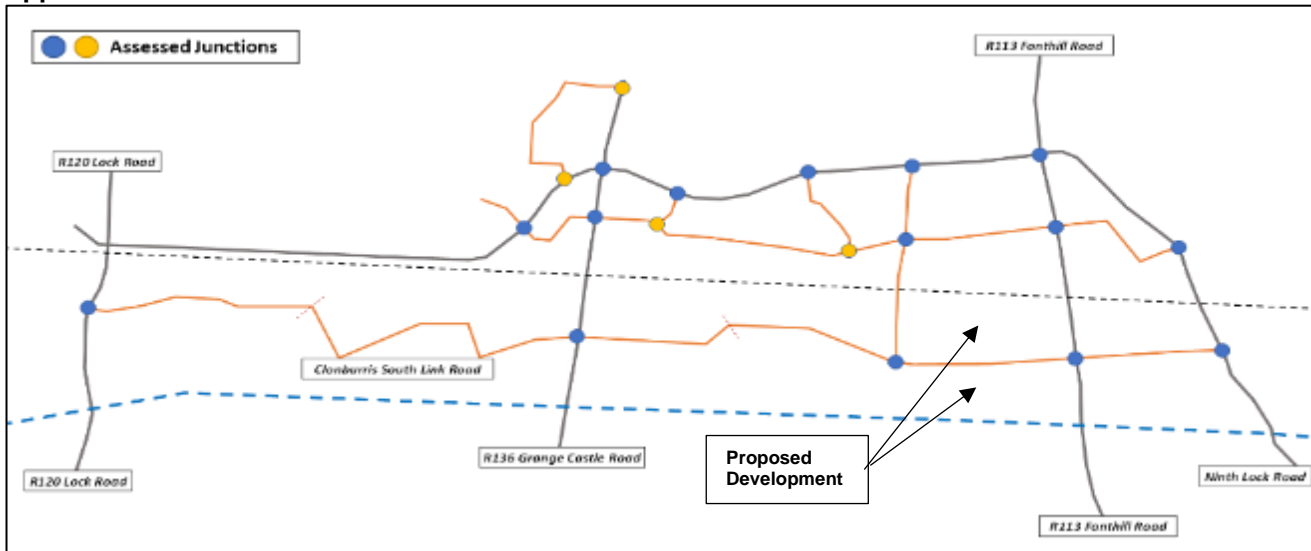 Assessed Junctions
R113 Fonthill Road
R120 Lock Road
Clonburris South Link Road
R136 Grange Castle Road
Proposed
Development
R120 Lock Road
Ninth Lock Road
R113 Fonthill Road